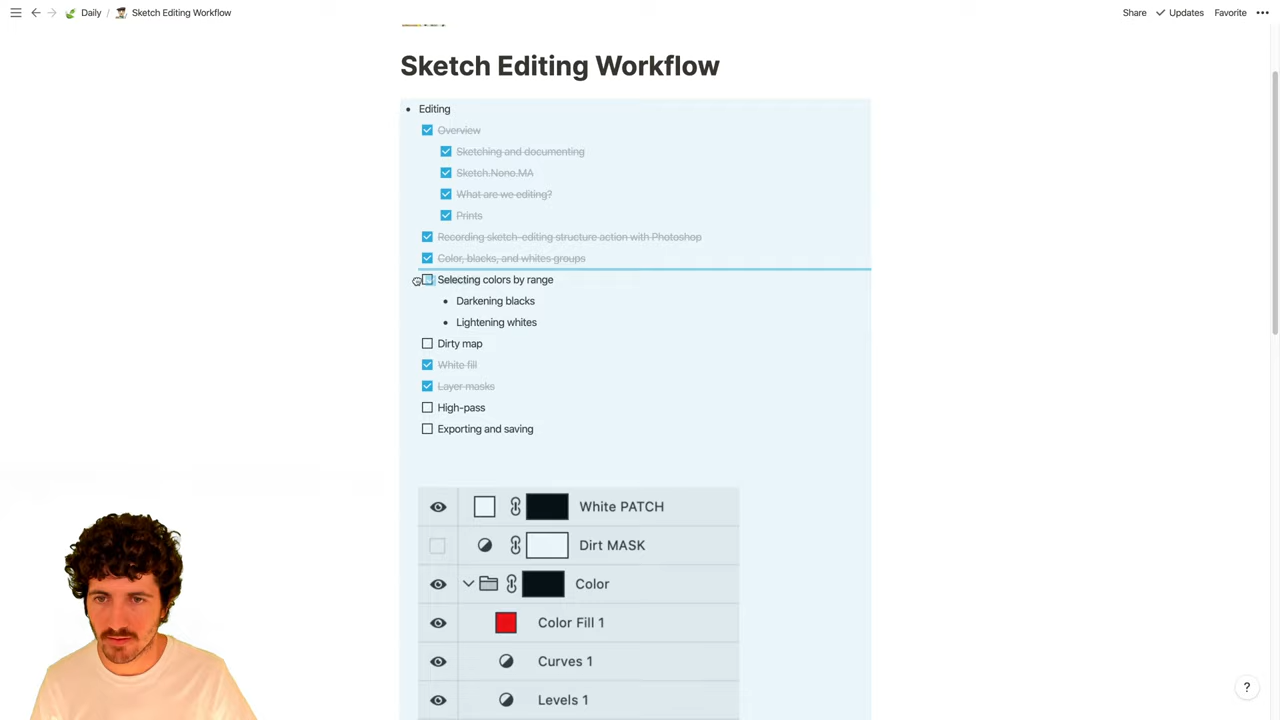 Daily / Sketch Editing Workflow
Share Updates Favorite
Sketch Editing Workflow
Editing
Overview
Sketching and documenting
Sketch.Nono.MA
What are we editing?
Prints
Recording sketch-editing structure action with Photoshop
Color, blacks, and whites groups
Selecting colors by range
Darkening blacks
Lightening whites
Dirty map
White fill
Layer masks
High-pass
Exporting and saving
White PATCH
Dirt MASK
Color
Color Fill 1
Curves 1
Levels 1
?